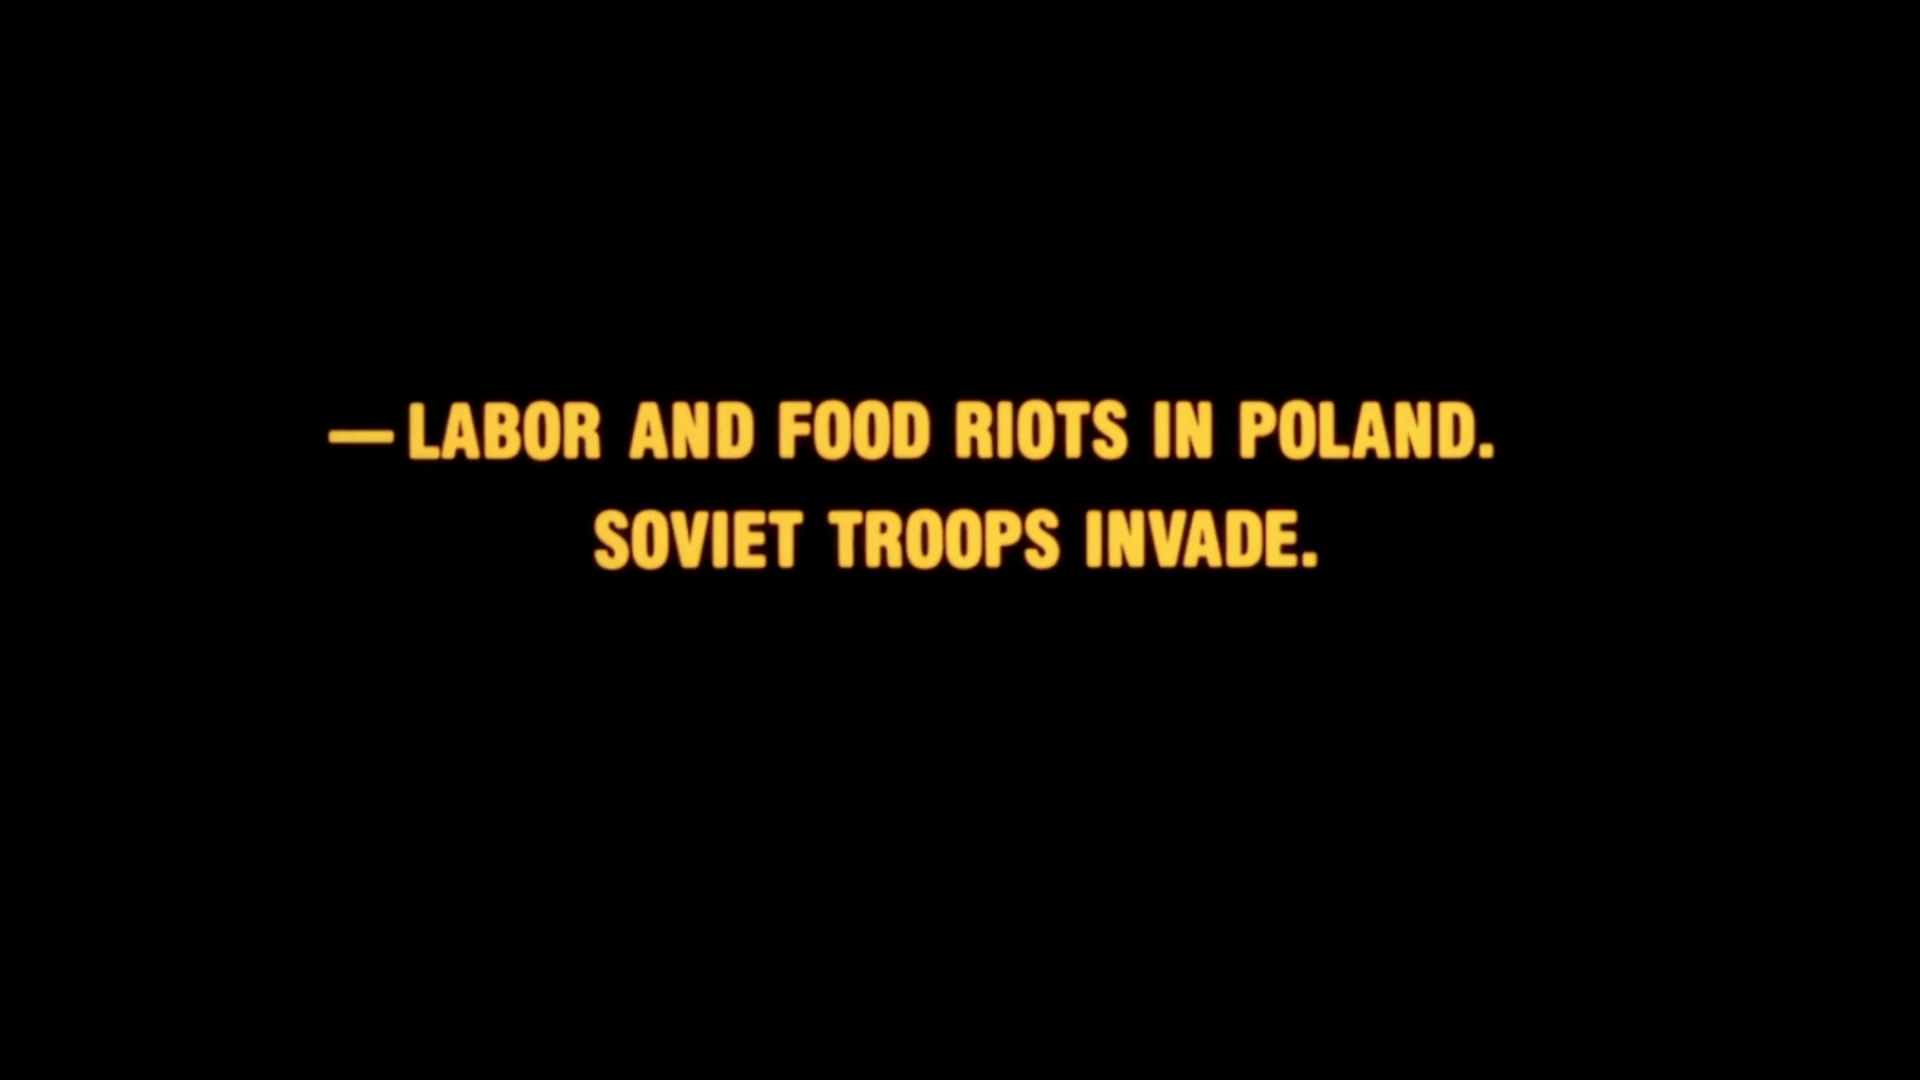 —LABOR AND FOOD RIOTS IN POLAND.
SOVIET TROOPS INVADE.